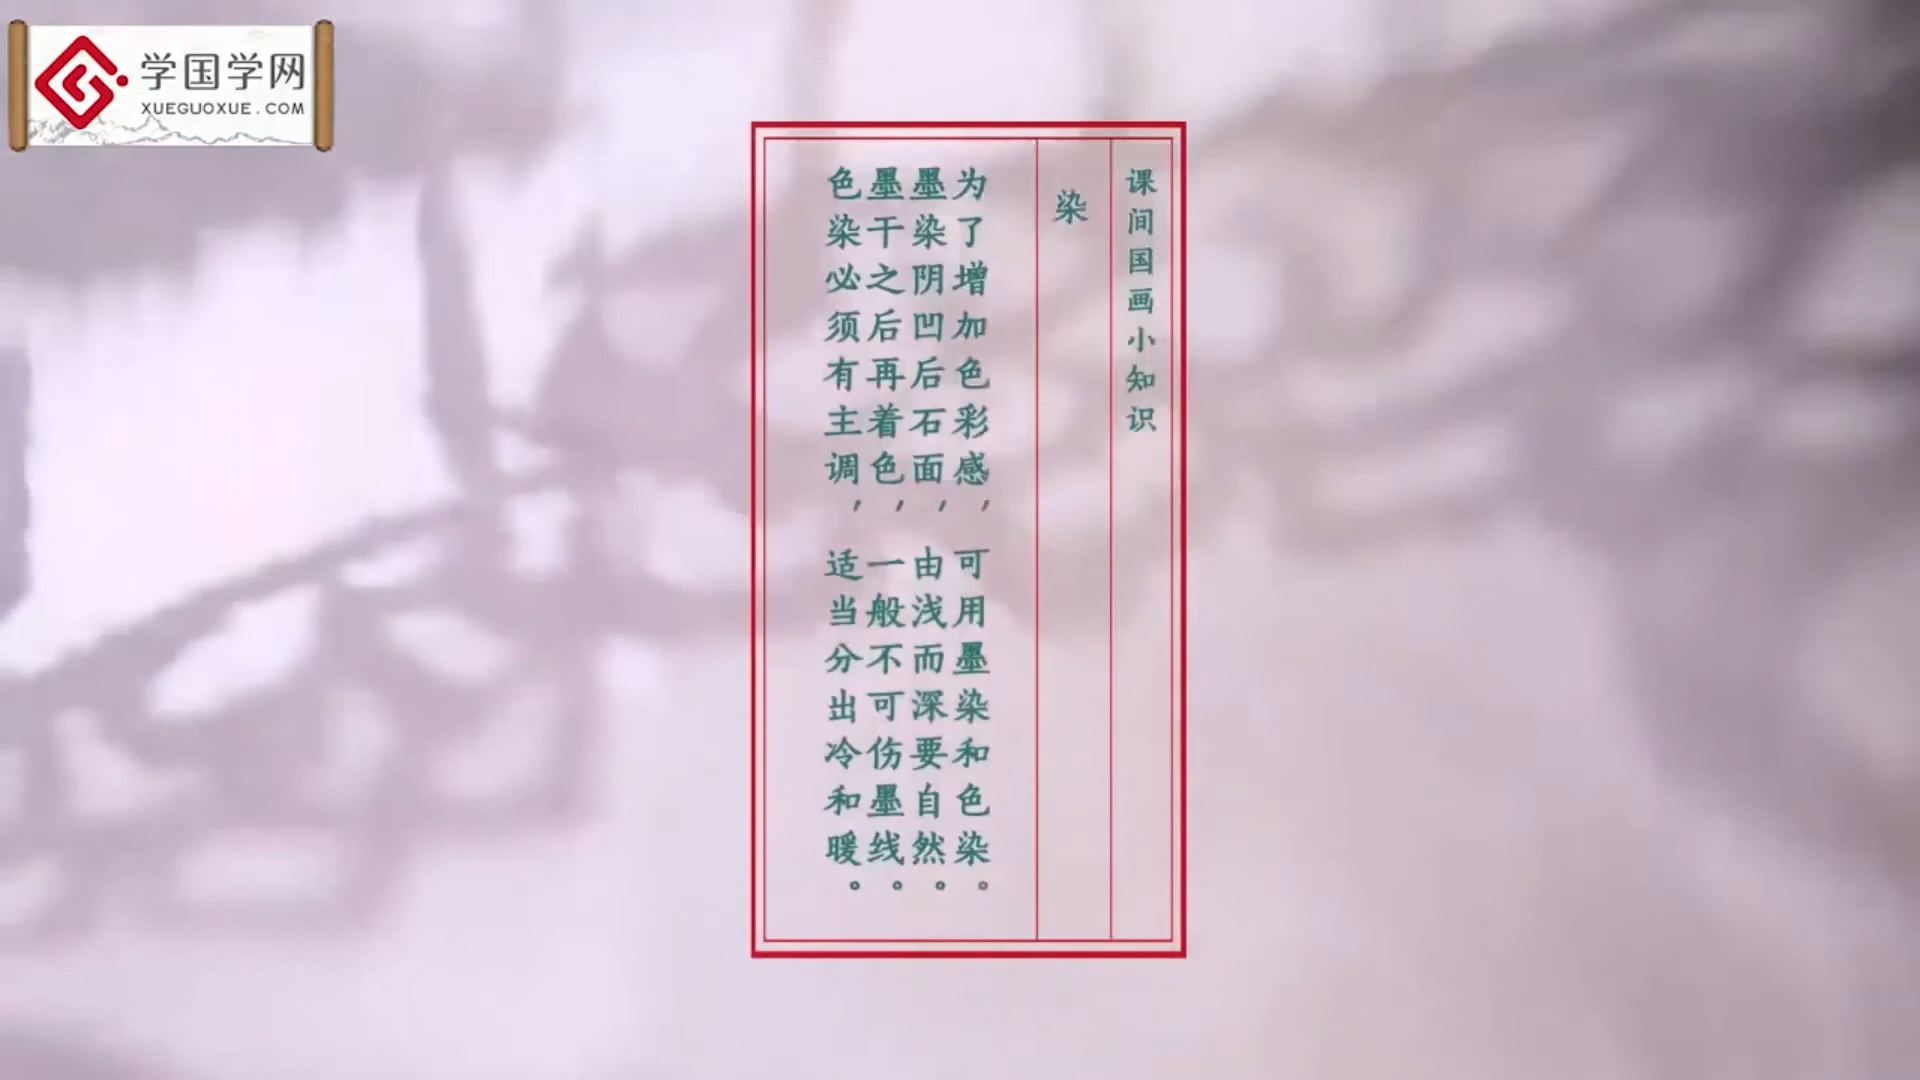 学国学网
XUEGUOXUE.COM
课间国画小知识
染
为了增加色彩感，可用墨染和色染。
墨染阴凹后石面，由浅而深要自然。
墨干之后再着色，一般不可伤墨线。
色染必须有主调，适当分出冷和暖。